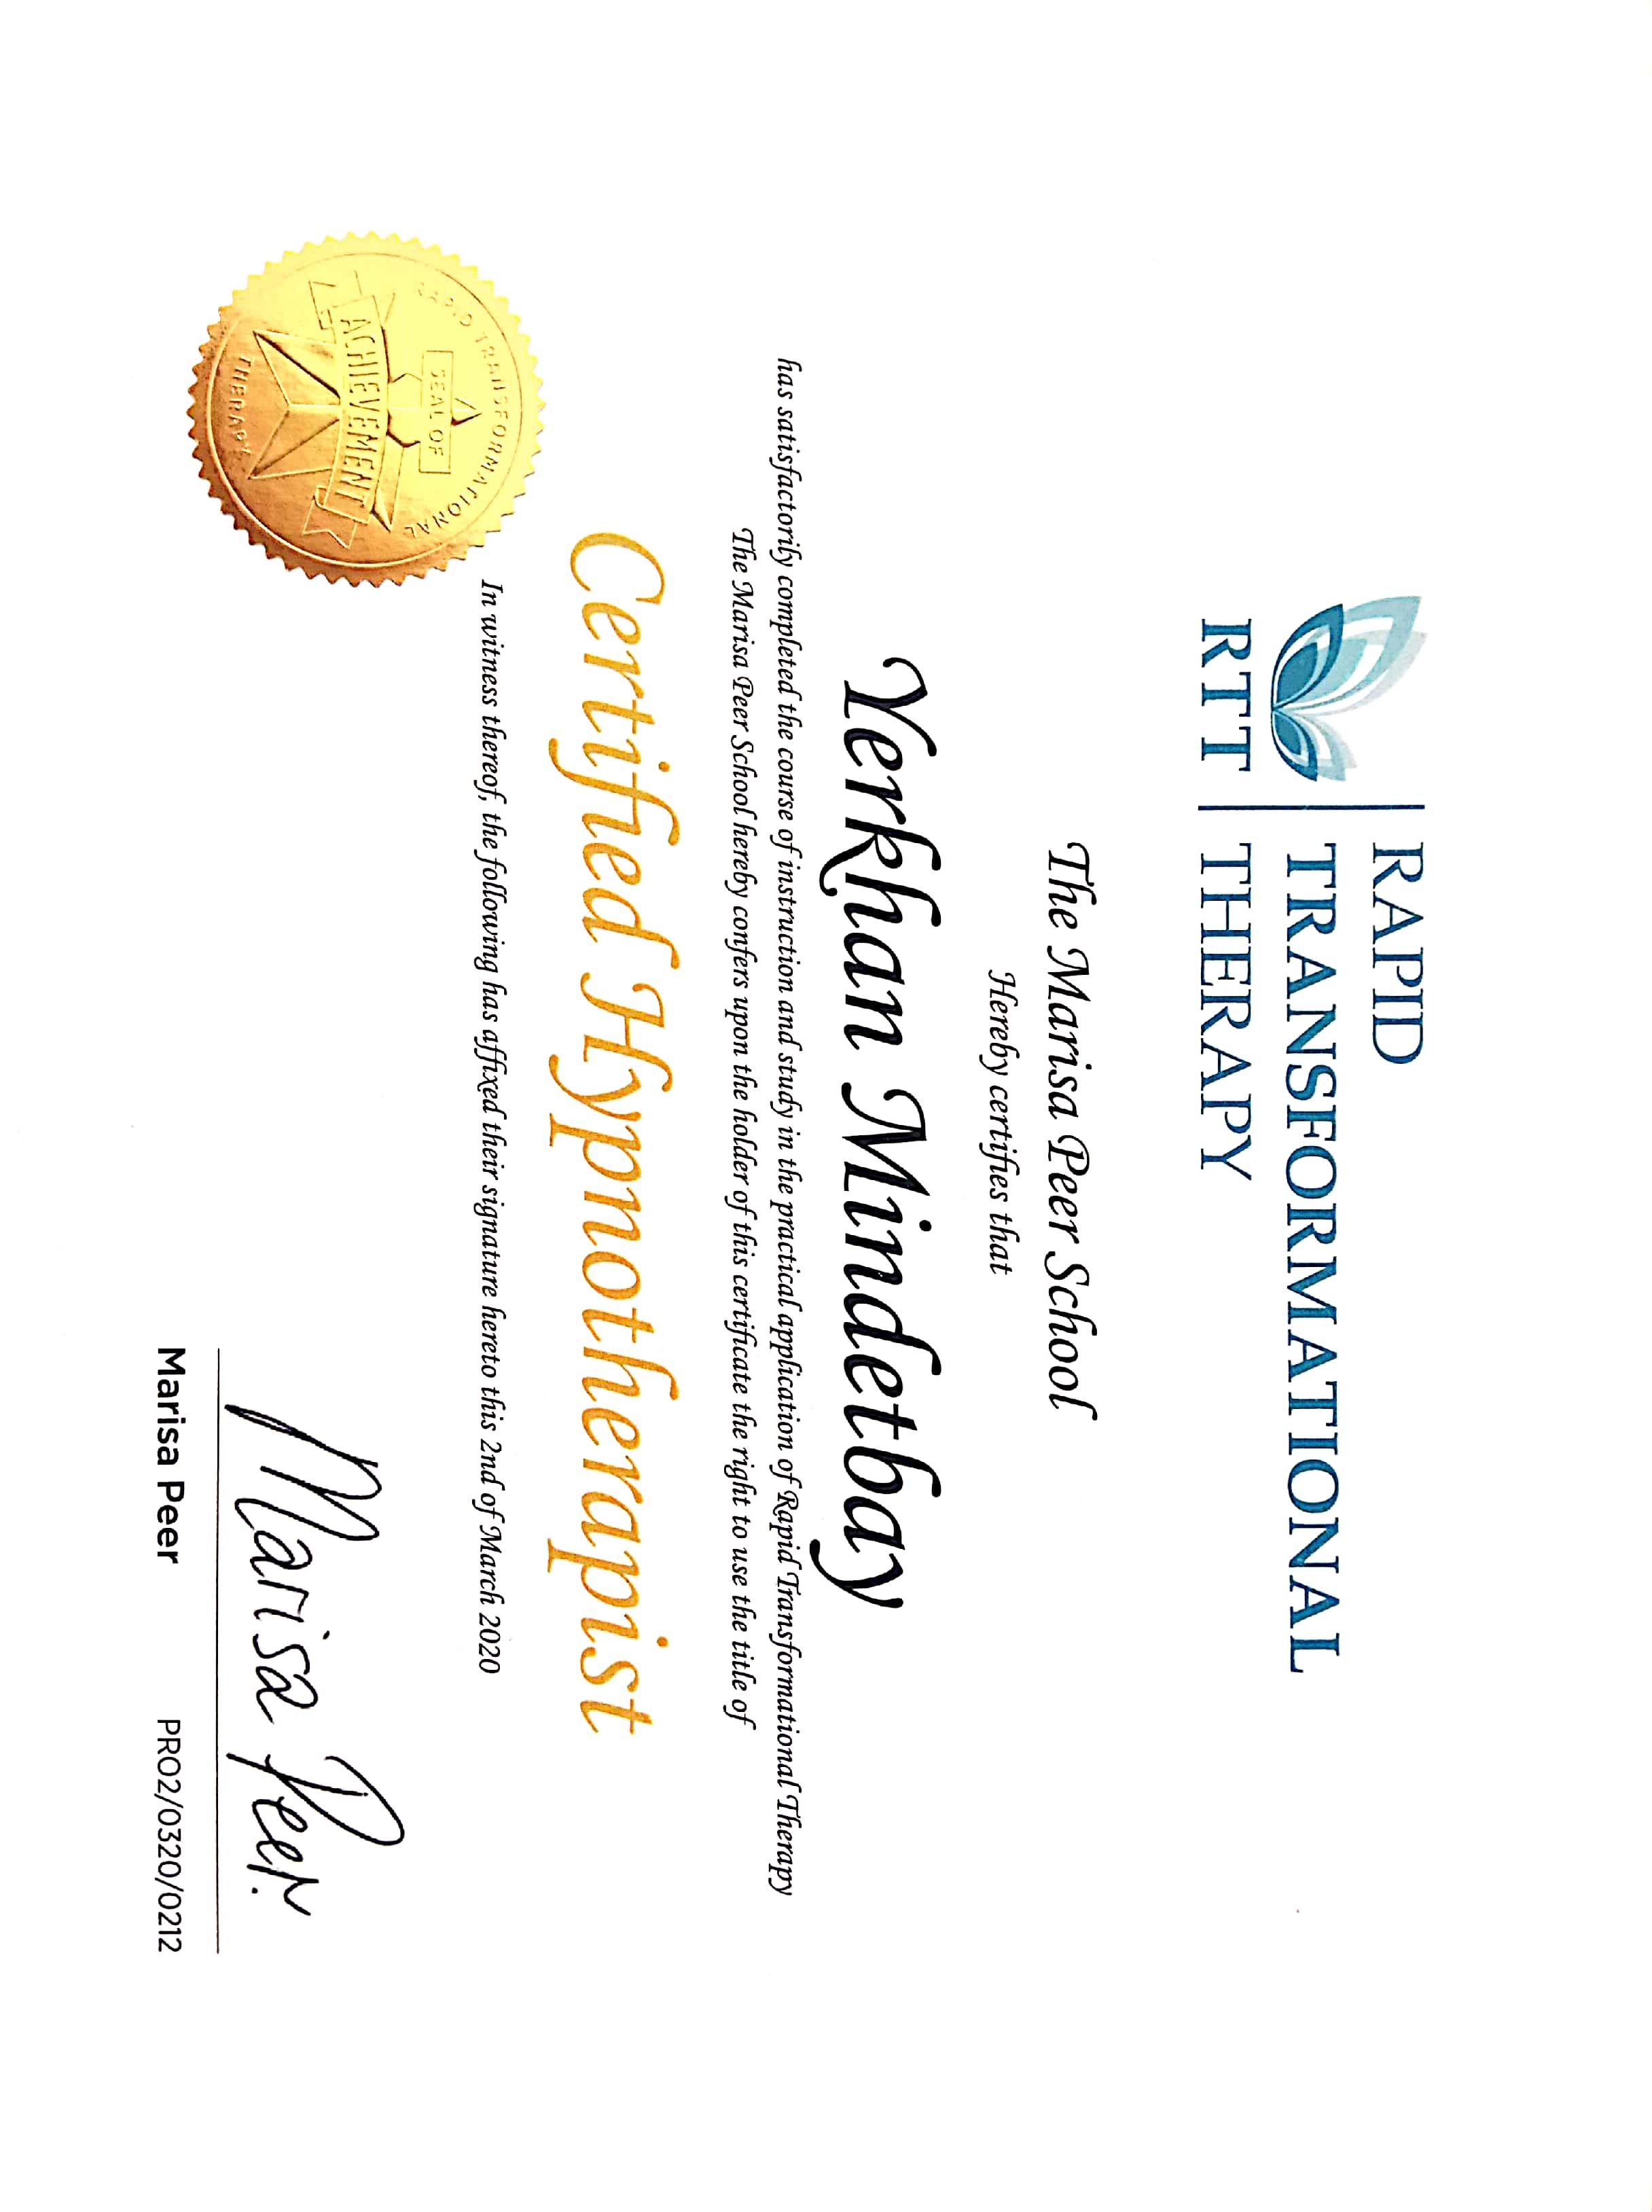 RTT
RAPID
TRANSFORMATIONAL
THERAPY
The Marisa Peer School
Hereby certifies that
Yerkhan Mindetbay
has satisfactorily completed the course of instruction and study in the practical application of Rapid Transformational Therapy
The Marisa Peer School hereby confers upon the holder of this certificate the right to use the title of
Certified Hypnotherapist
In witness thereof, the following has affixed their signature hereto this 2nd of March 2020
RAPID TRANSFORMATIONAL
SEAL OF
ACHIEVEMENT
THERAPY
Marisa Peer.
Marisa Peer PRO2/0320/0212